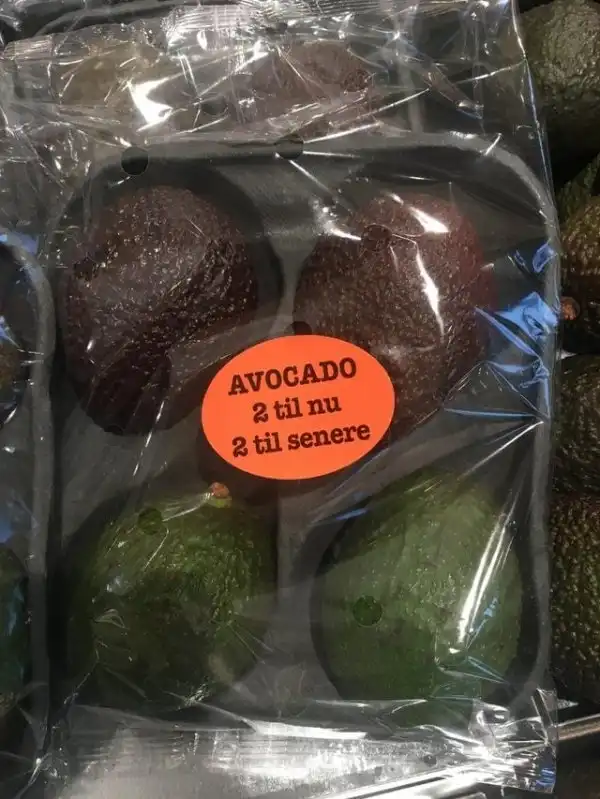 AVOCADO
2 til nu
2 til senere